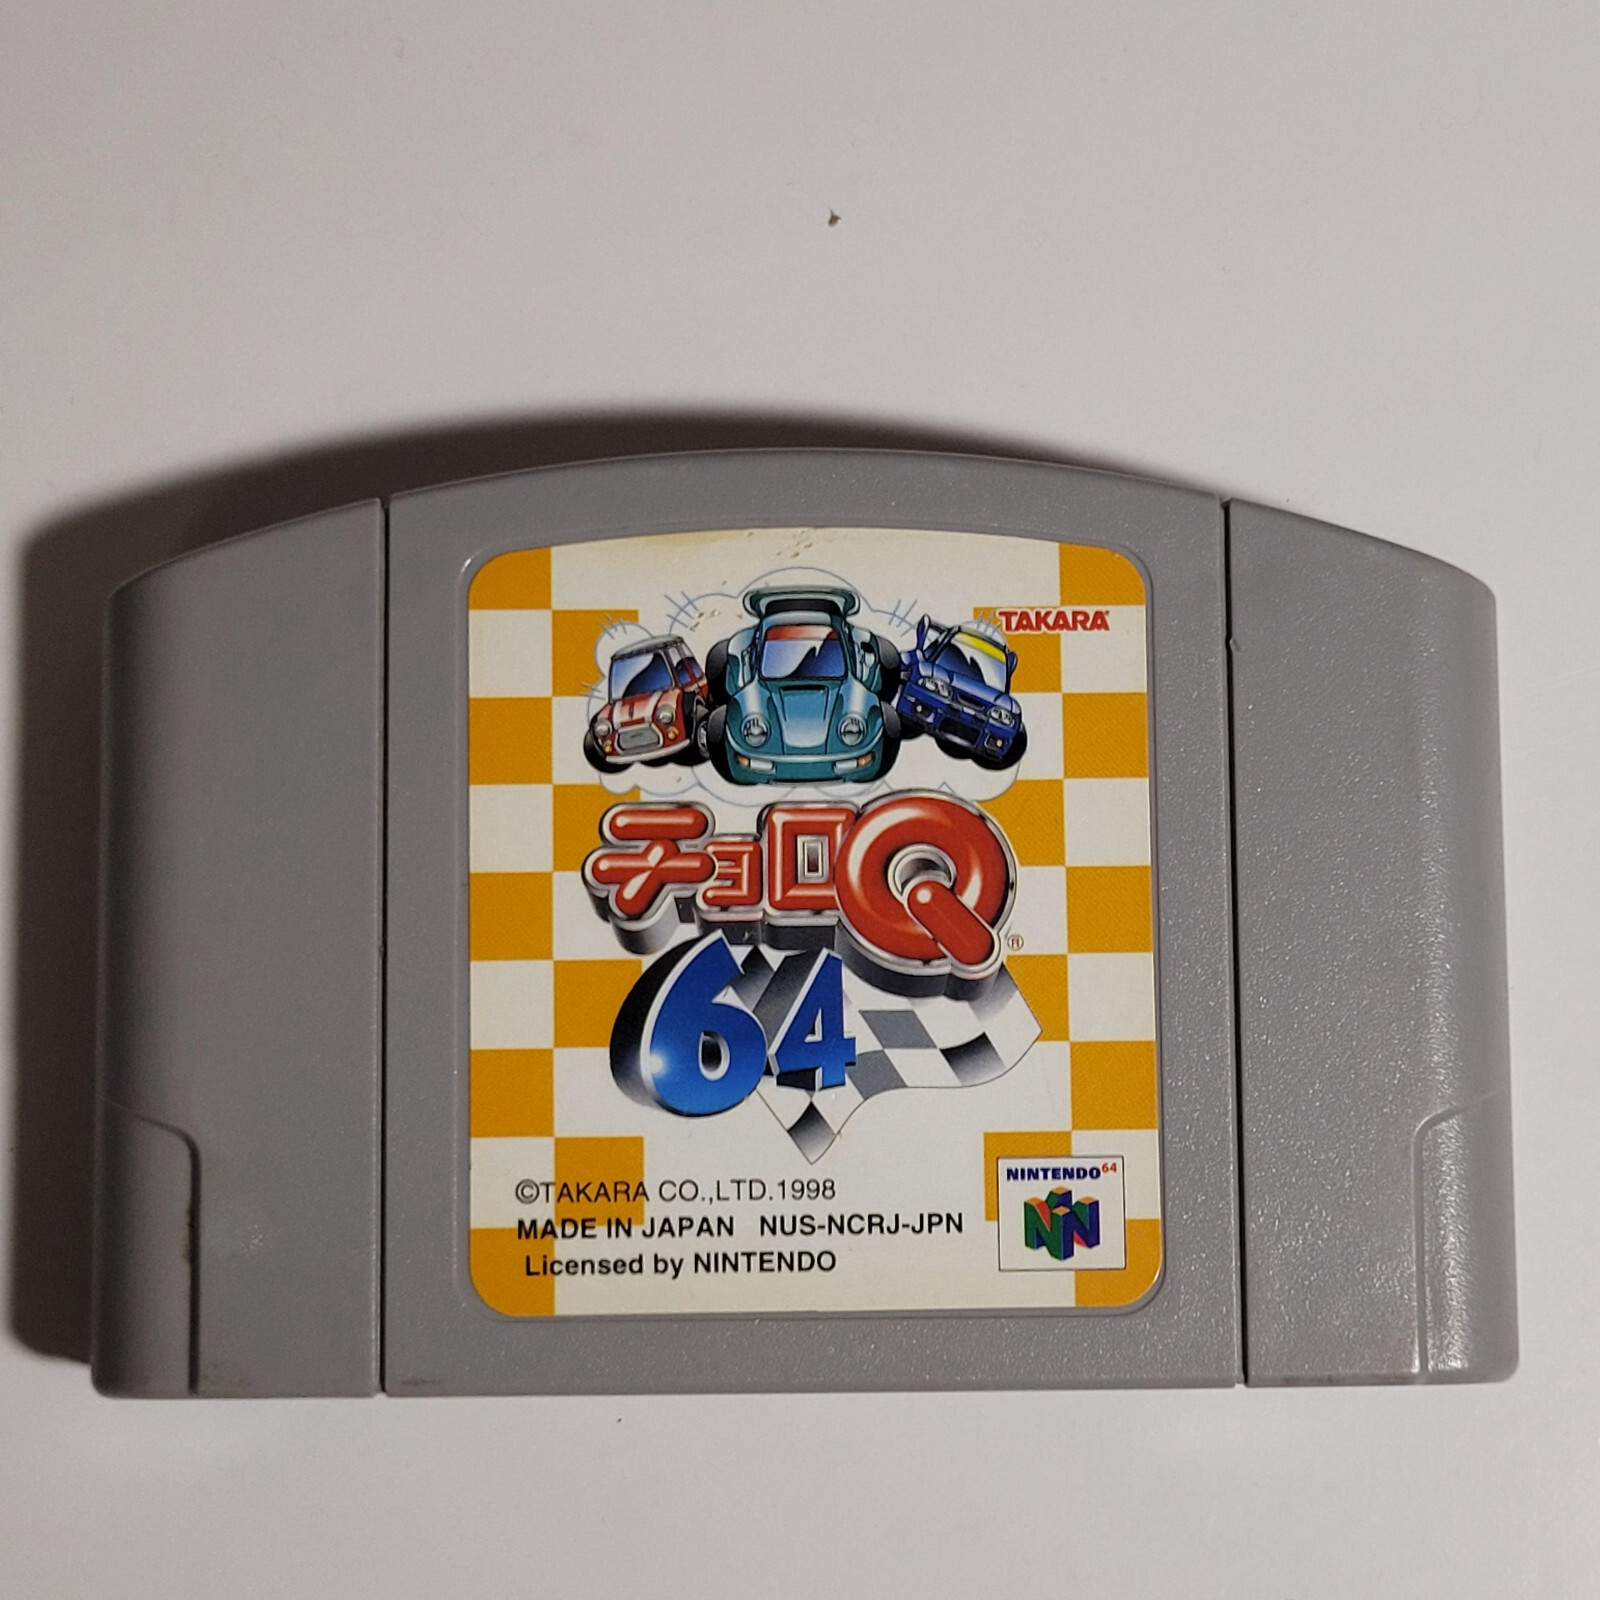 TAKARA®
チョロQ®
64
©TAKARA CO.,LTD.1998
MADE IN JAPAN NUS-NCRJ-JPN
Licensed by NINTENDO
NINTENDO64